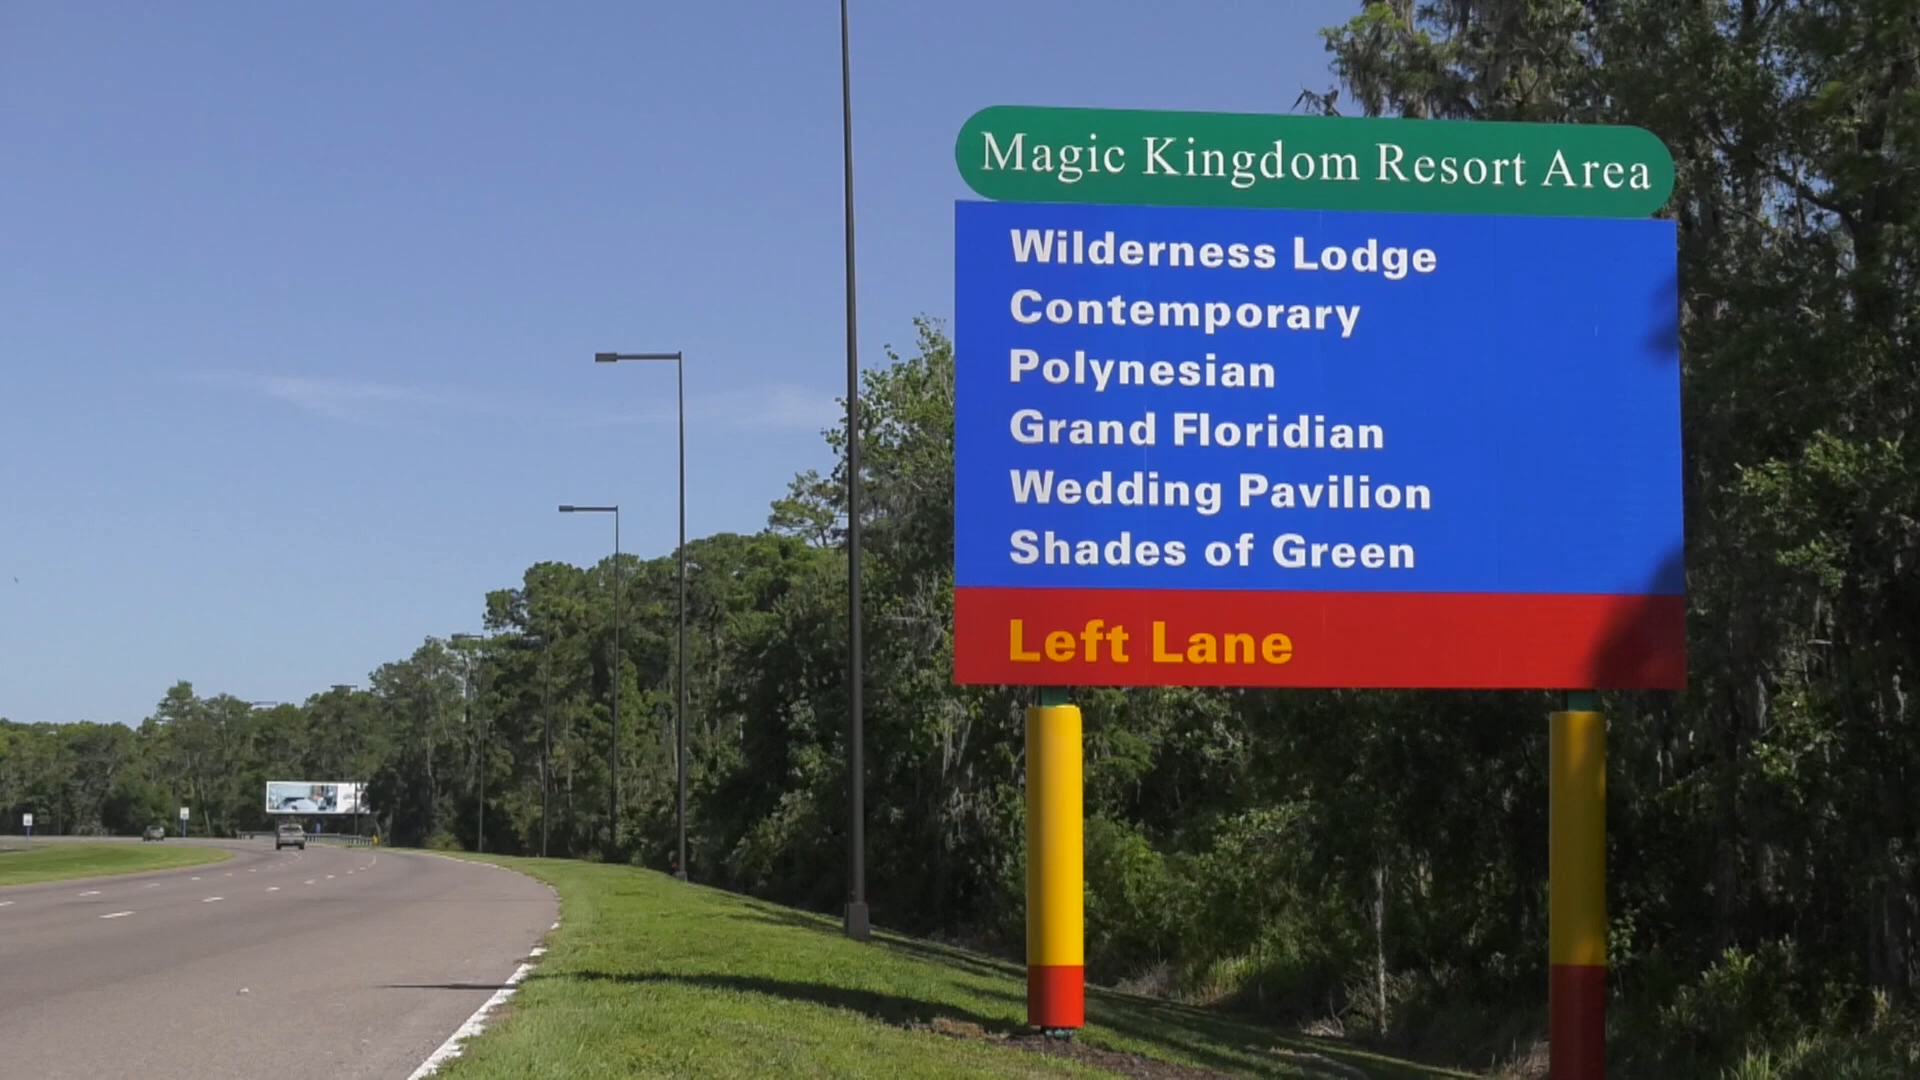 Magic Kingdom Resort Area
Wilderness Lodge
Contemporary
Polynesian
Grand Floridian
Wedding Pavilion
Shades of Green
Left Lane